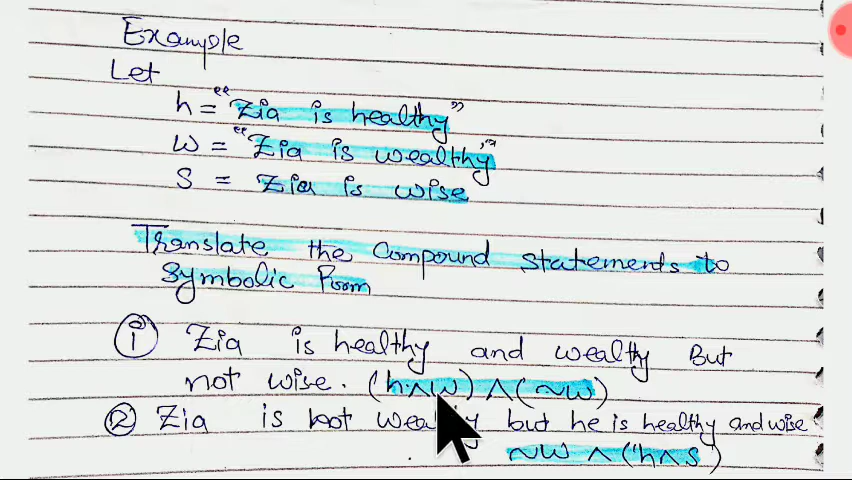 Example
Let
h = "Zia is healthy"
w = "Zia is wealthy"
S = Zia is wise
Translate the Compound Statements to
Symbolic Form
① Zia is healthy and wealthy But
not wise. (h∧w) ∧ (~w)
② Zia is not wealthy but he is healthy and wise.
~w ∧ (h∧s)